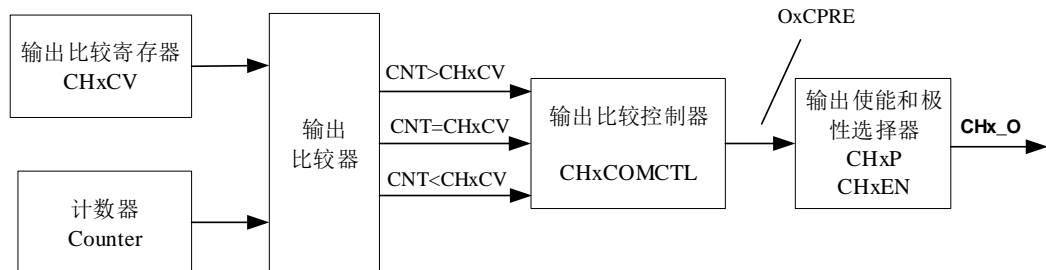 OxCPRE
输出比较寄存器
CHxCV
计数器
Counter
输出
比较器
CNT>CHxCV
CNT=CHxCV
CNT<CHxCV
输出比较控制器
CHxCOMCTL
输出使能和极
性选择器
CHxP
CHxEN
CHx_O